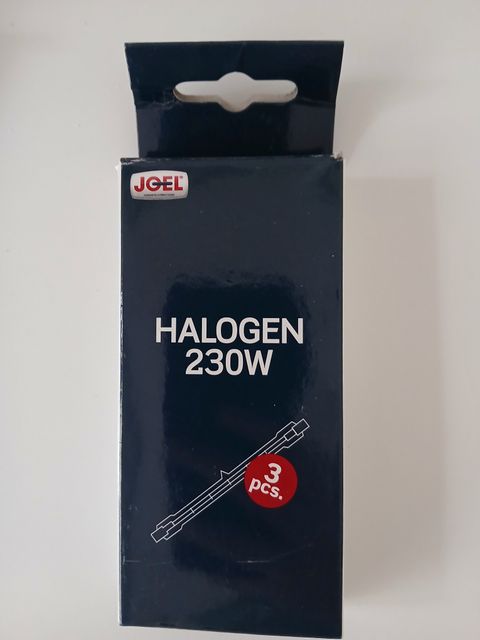 JOEL
HALOGEN
230W
3
pcs.